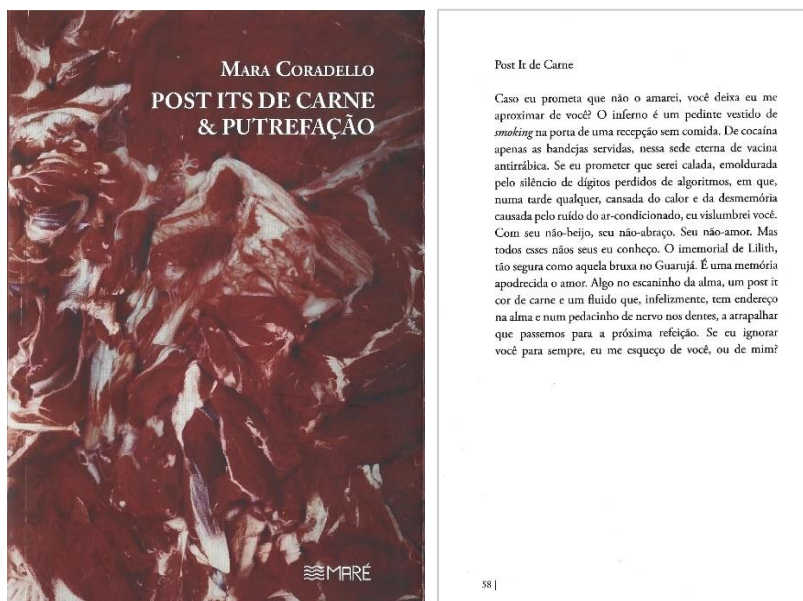 MARA CORADELLO
POST ITS DE CARNE
& PUTREFAÇÃO
MARÉ
Post It de Carne
Caso eu prometa que não o amarei, você deixa eu me
aproximar de você? O inferno é um pedinte vestido de
smoking na porta de uma recepção sem comida. De cocaína
apenas as bandejas servidas, nessa sede eterna de vacina
antirrábica. Se eu prometer que serei calada, emoldurada
pelo silêncio de dígitos perdidos de algoritmos, em que,
numa tarde qualquer, cansada do calor e da desmemória
causada pelo ruído do ar-condicionado, eu vislumbrei você.
Com seu não-beijo, seu não-abraço. Seu não-amor. Mas
todos esses nãos seus eu conheço. O imemorial de Lilith,
tão segura como aquela bruxa no Guarujá. É uma memória
apodrecida o amor. Algo no escaninho da alma, um post it
cor de carne e um fluido que, infelizmente, tem endereço
na alma e num pedacinho de nervo nos dentes, a atrapalhar
que passemos para a próxima refeição. Se eu ignorar
você para sempre, eu me esqueço de você, ou de mim?
58 |